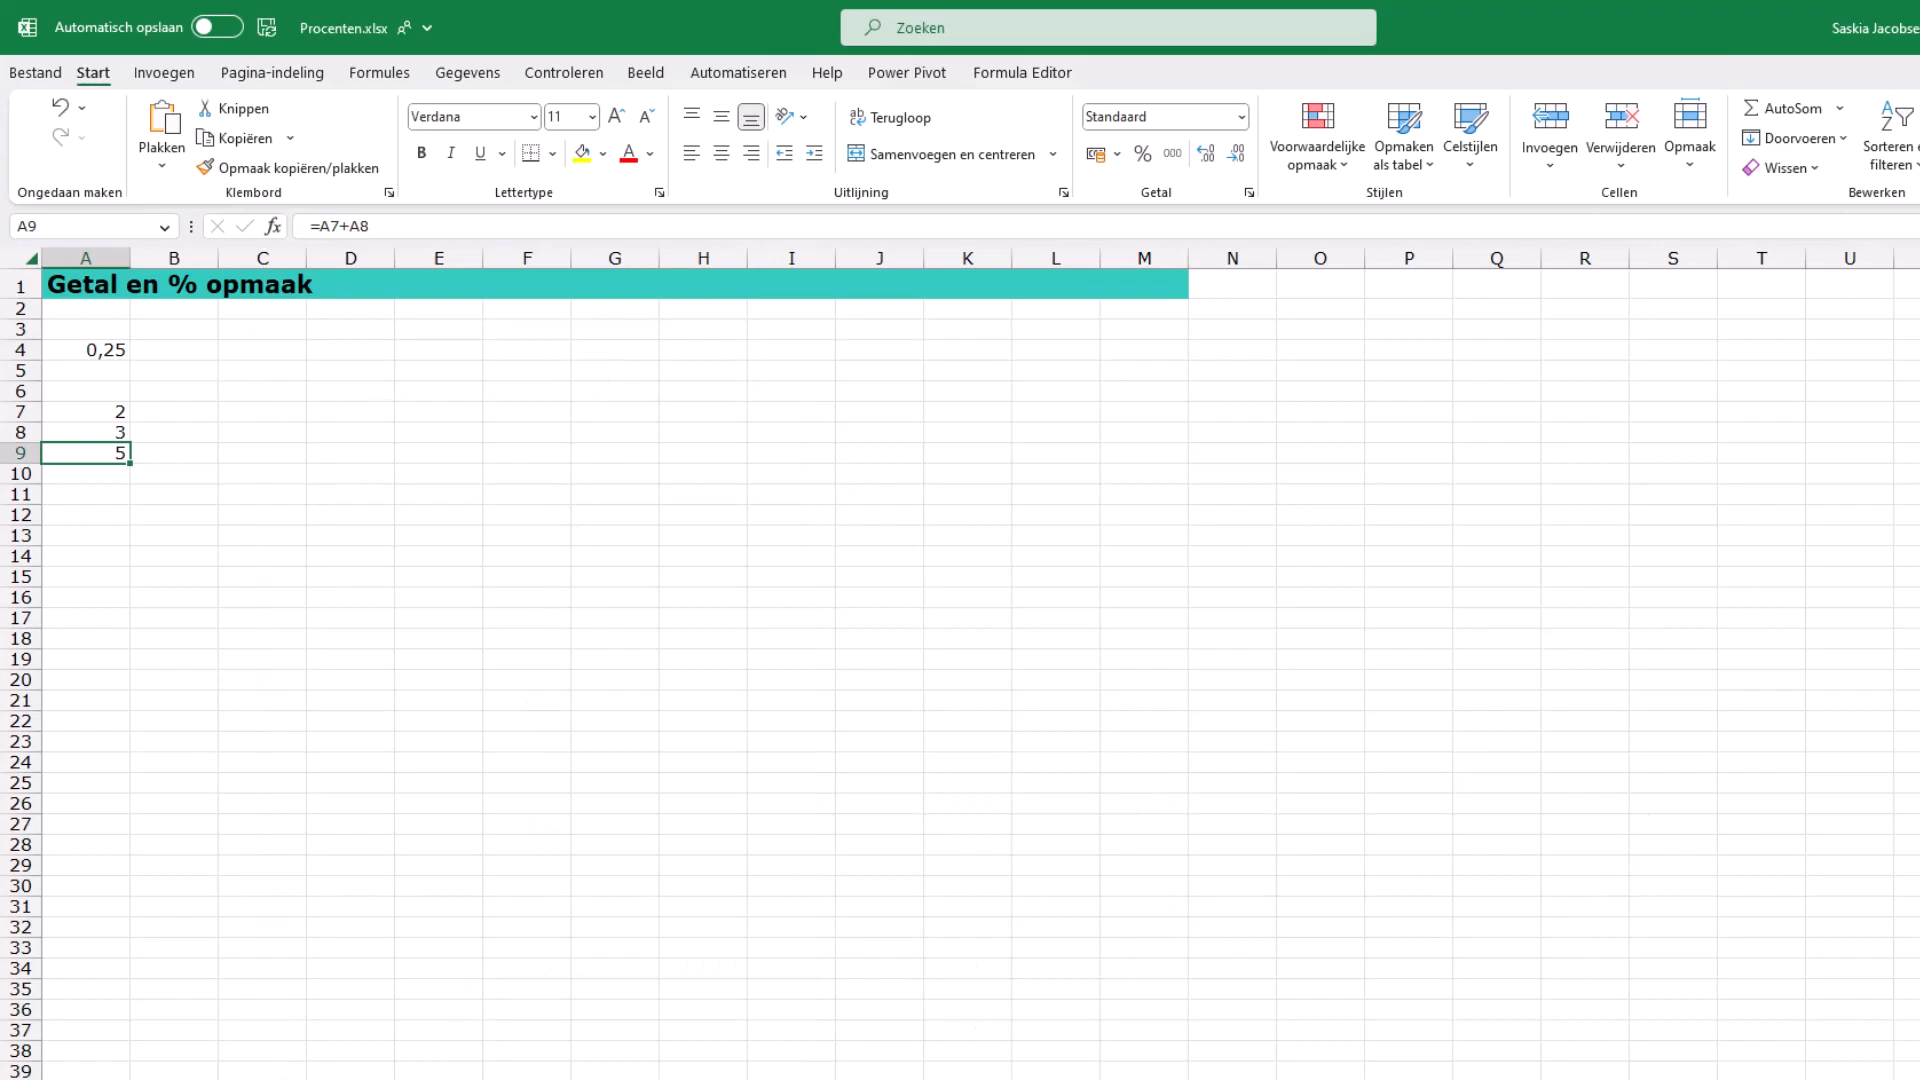 Automatisch opslaan Procenten.xlsx Zoeken Saskia Jacobse
Bestand Start Invoegen Pagina-indeling Formules Gegevens Controleren Beeld Automatiseren Help Power Pivot Formula Editor
Plakken
Knippen
Kopiëren
Opmaak kopiëren/plakken
Verdana 11
B I U A
ab Terugloop
Samenvoegen en centreren
Standaard
% 000
Voorwaardelijke opmaak
Opmaken als tabel
Celstijlen
Invoegen
Verwijderen
Opmaak
AutoSom
Doorvoeren
Wissen
Sorteren e
filteren
Ongedaan maken Klembord Lettertype Uitlijning Getal Stijlen Cellen Bewerken
A9 fx =A7+A8
A B C D E F G H I J K L M N O P Q R S T U
1 Getal en % opmaak
2
3
4 0,25
5
6
7 2
8 3
9 5
10
11
12
13
14
15
16
17
18
19
20
21
22
23
24
25
26
27
28
29
30
31
32
33
34
35
36
37
38
39